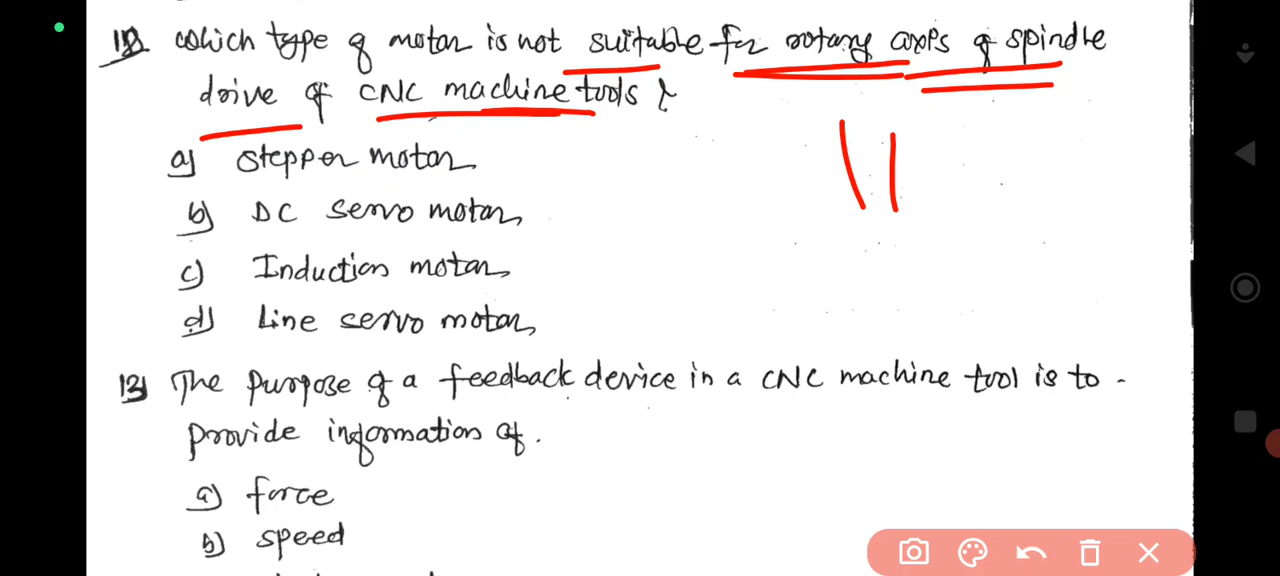 12 Which type of motor is not suitable for rotary axes of spindle
drive of CNC machine tools ?
a) Stepper motor
b) DC servo motor,
c) Induction motor,
d) Line servo motor,
13 The purpose of a feedback device in a CNC machine tool is to -
provide information of.
a) force
b) speed